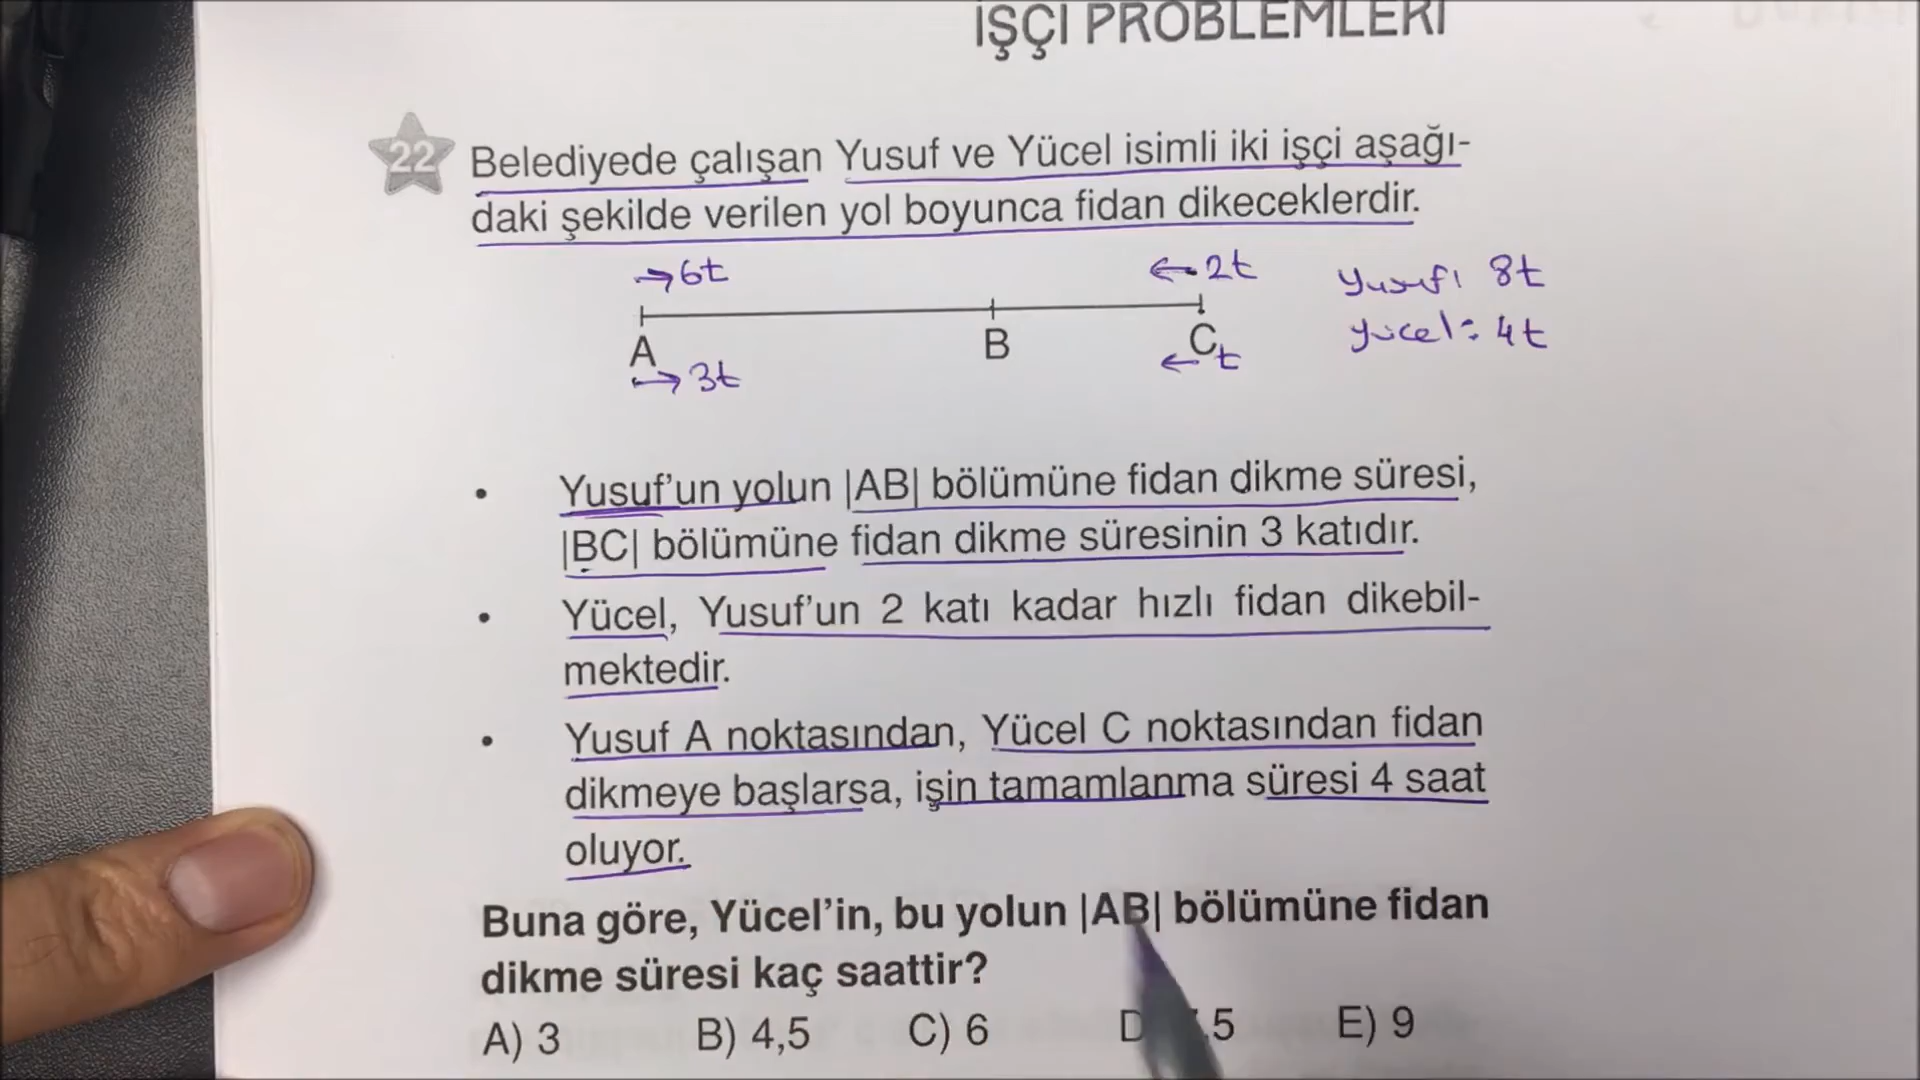 İŞÇİ PROBLEMLERİ
22 Belediyede çalışan Yusuf ve Yücel isimli iki işçi aşağı-
daki şekilde verilen yol boyunca fidan dikeceklerdir.
→6t ←2t Yusuf: 8t
A B C Yücel: 4t
→3t ←t
• Yusuf'un yolun |AB| bölümüne fidan dikme süresi,
|BC| bölümüne fidan dikme süresinin 3 katıdır.
• Yücel, Yusuf'un 2 katı kadar hızlı fidan dikebil-
mektedir.
• Yusuf A noktasından, Yücel C noktasından fidan
dikmeye başlarsa, işin tamamlanma süresi 4 saat
oluyor.
Buna göre, Yücel'in, bu yolun |AB| bölümüne fidan
dikme süresi kaç saattir?
A) 3 B) 4,5 C) 6 D ,5 E) 9